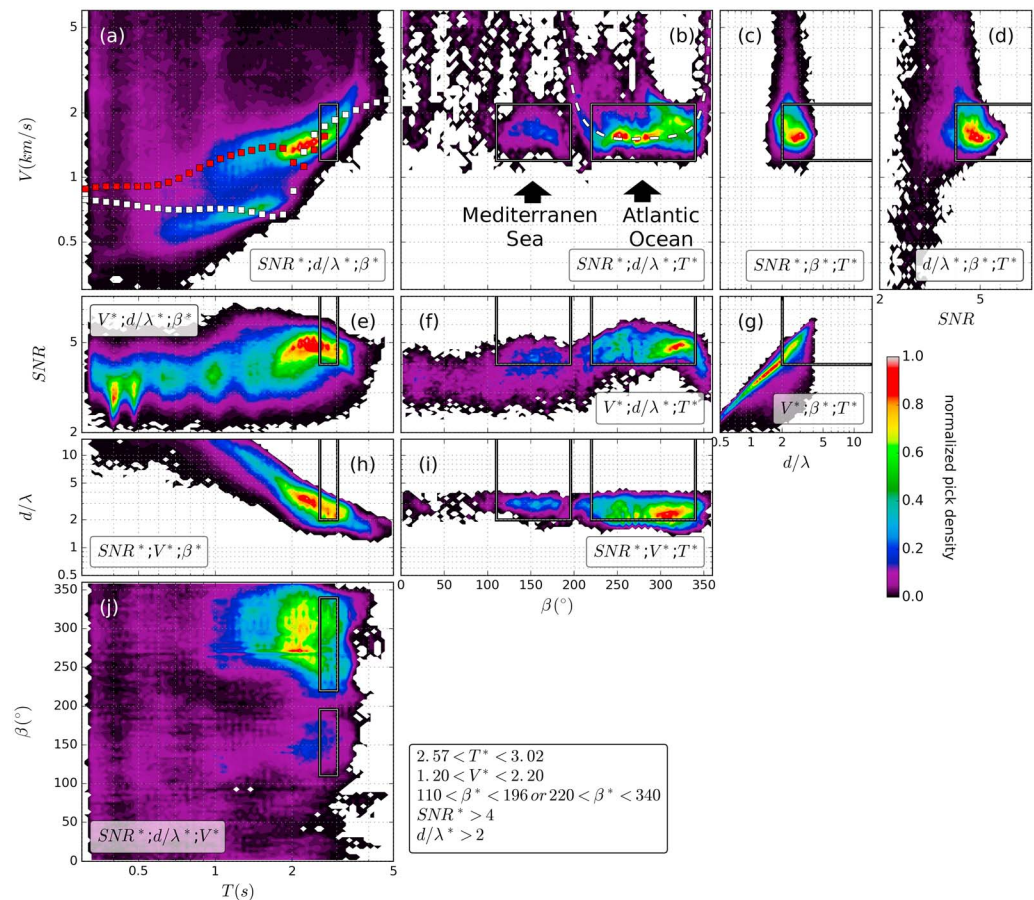 (a)
(b)
(c)
(d)
5
2
1
0.5
V(km/s)
Mediterranen
Sea
Atlantic
Ocean
SNR*;d/λ*;β*
SNR*;d/λ*;T*
SNR*;β*;T*
d/λ*;β*;T*
2 5
SNR
V*;d/λ*;β*
(e)
(f)
(g)
5
2
SNR
V*;d/λ*;T*
V*;β*;T*
0.5 1 2 5 10
d/λ
(h)
(i)
10
5
2
1
0.5
d/λ
SNR*;V*;β*
SNR*;V*;T*
0 50 100 150 200 250 300 350
β(°)
1.0
0.8
0.6
0.4
0.2
0.0
normalized pick density
(j)
350
300
250
200
150
100
50
0
β(°)
SNR*;d/λ*;V*
0.5 1 2 5
T(s)
2.57<T*<3.02
1.20<V*<2.20
110<β*<196 or 220<β*<340
SNR*>4
d/λ*>2